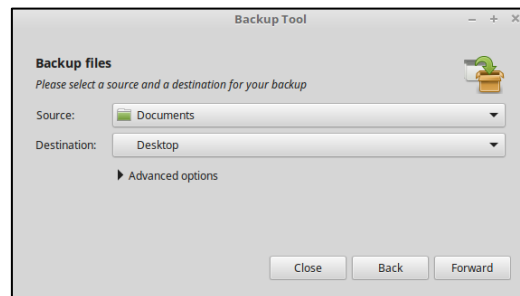 Backup Tool
Backup files
Please select a source and a destination for your backup
Source: Documents
Destination: Desktop
Advanced options
Close Back Forward